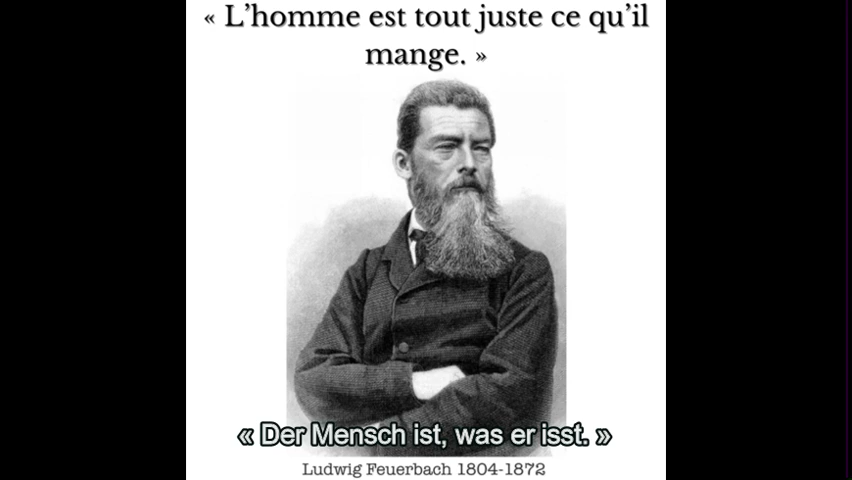 « L’homme est tout juste ce qu’il
mange. »
« Der Mensch ist, was er isst. »
Ludwig Feuerbach 1804-1872